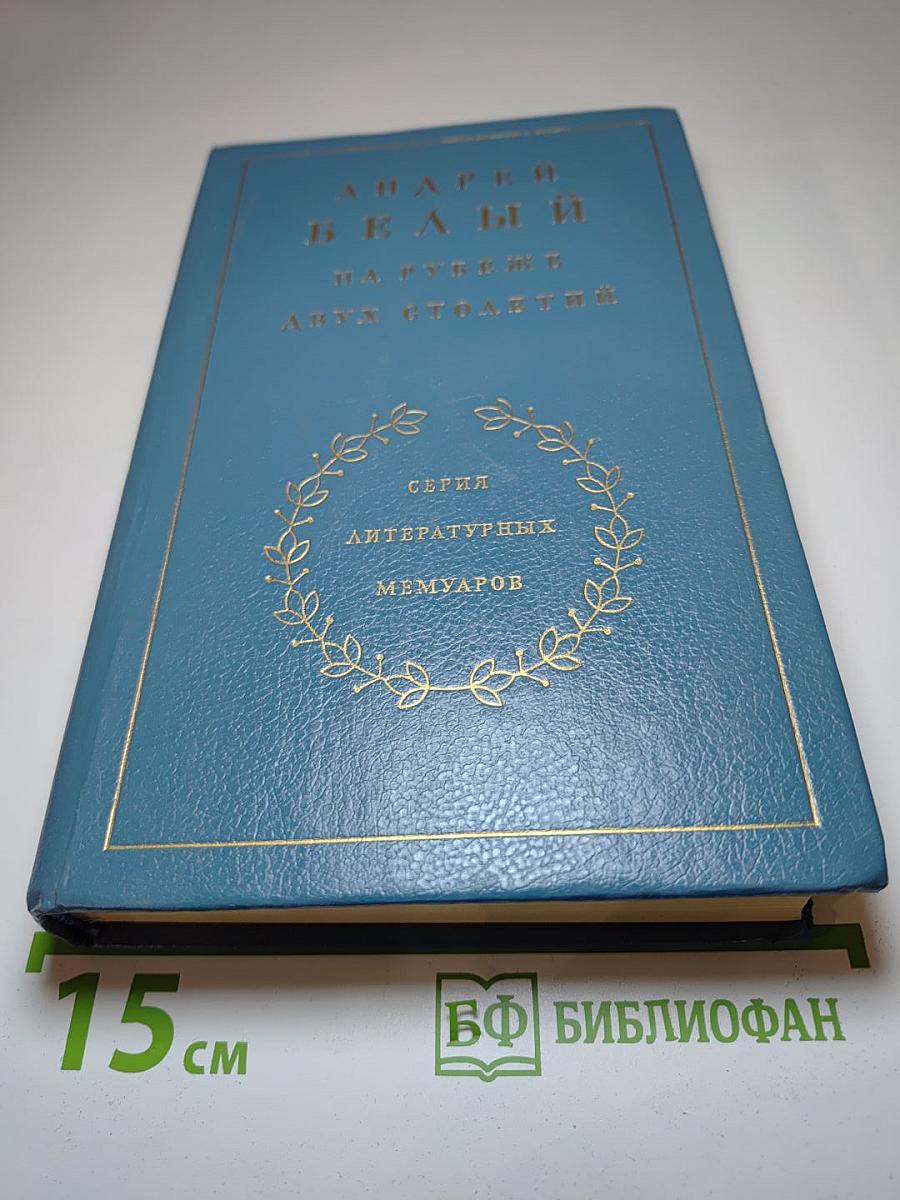 АНДРЕЙ
БЕЛЫЙ
НА РУБЕЖЕ
ДВУХ СТОЛЕТИЙ
СЕРИЯ
ЛИТЕРАТУРНЫХ
МЕМУАРОВ
15 см
БФ БИБЛИОФАН